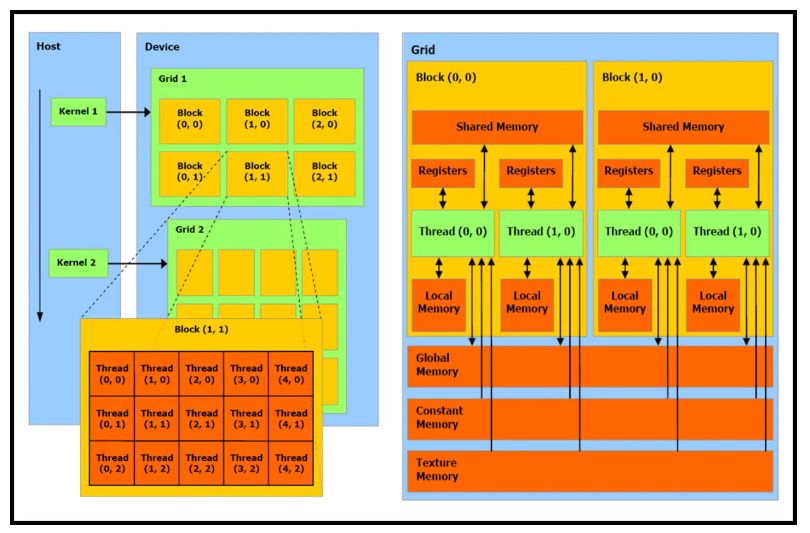 Host
Device
Grid 1
Kernel 1
Block
(0, 0)
Block
(1, 0)
Block
(2, 0)
Block
(0, 1)
Block
(1, 1)
Block
(2, 1)
Grid 2
Kernel 2
Block (1, 1)
Thread
(0, 0)
Thread
(1, 0)
Thread
(2, 0)
Thread
(3, 0)
Thread
(4, 0)
Thread
(0, 1)
Thread
(1, 1)
Thread
(2, 1)
Thread
(3, 1)
Thread
(4, 1)
Thread
(0, 2)
Thread
(1, 2)
Thread
(2, 2)
Thread
(3, 2)
Thread
(4, 2)
Grid
Block (0, 0)
Shared Memory
Registers
Registers
Thread (0, 0)
Thread (1, 0)
Local
Memory
Local
Memory
Block (1, 0)
Shared Memory
Registers
Registers
Thread (0, 0)
Thread (1, 0)
Local
Memory
Local
Memory
Global
Memory
Constant
Memory
Texture
Memory